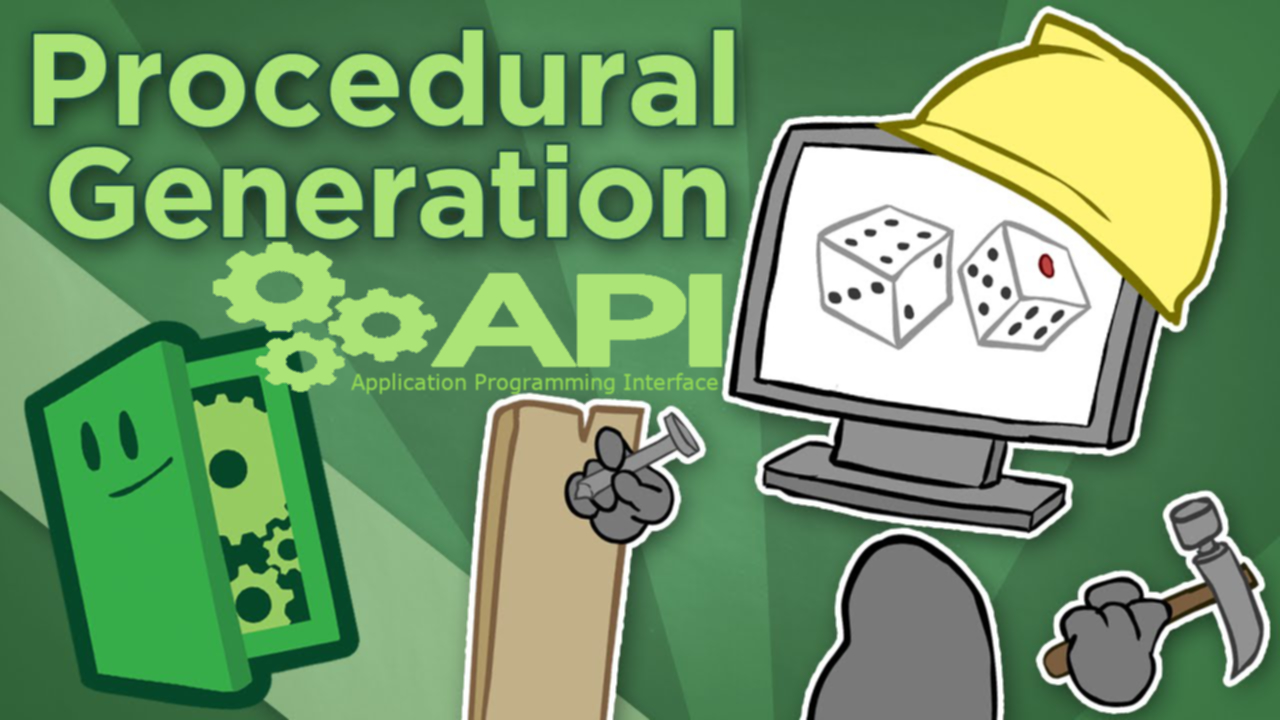 Procedural
Generation
API
Application Programming Interface